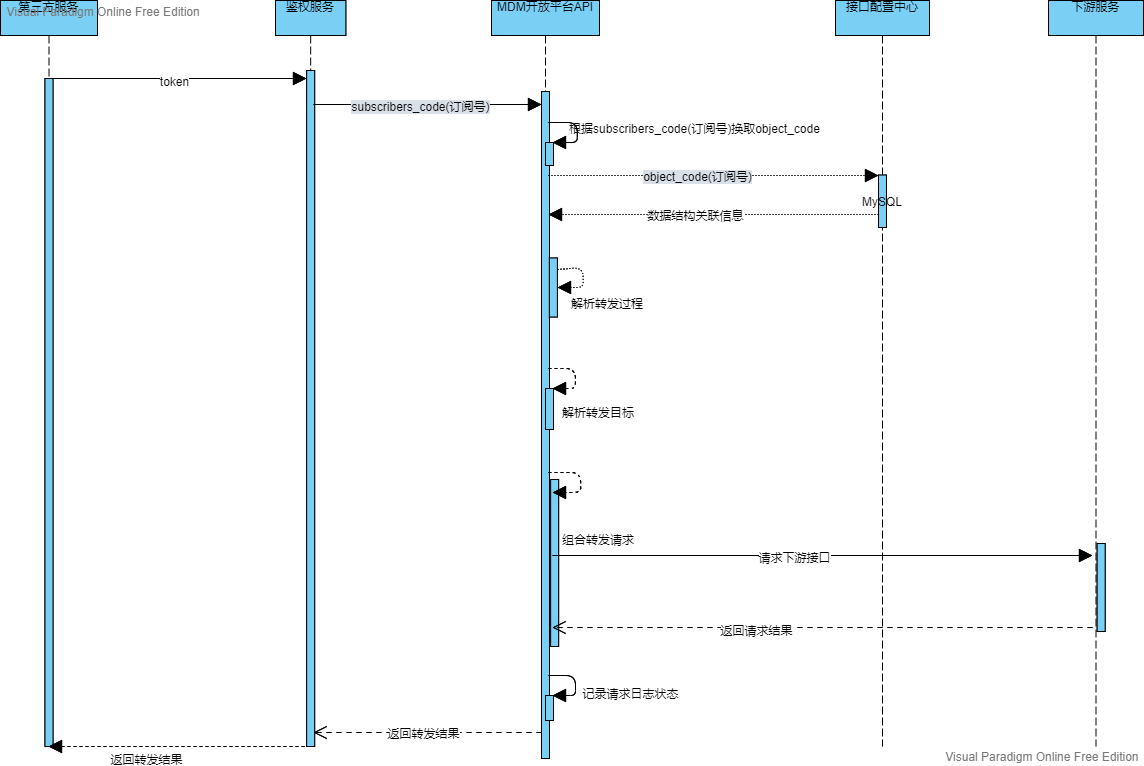 Visual Paradigm Online Free Edition
第三方服务
鉴权服务
MDM开放平台API
接口配置中心
下游服务
token
subscribers_code(订阅号)
根据subscribers_code(订阅号)换取object_code
object_code(订阅号)
MySQL
数据结构关联信息
解析转发过程
解析转发目标
组合转发请求
请求下游接口
返回请求结果
记录请求日志状态
返回转发结果
返回转发结果
Visual Paradigm Online Free Edition